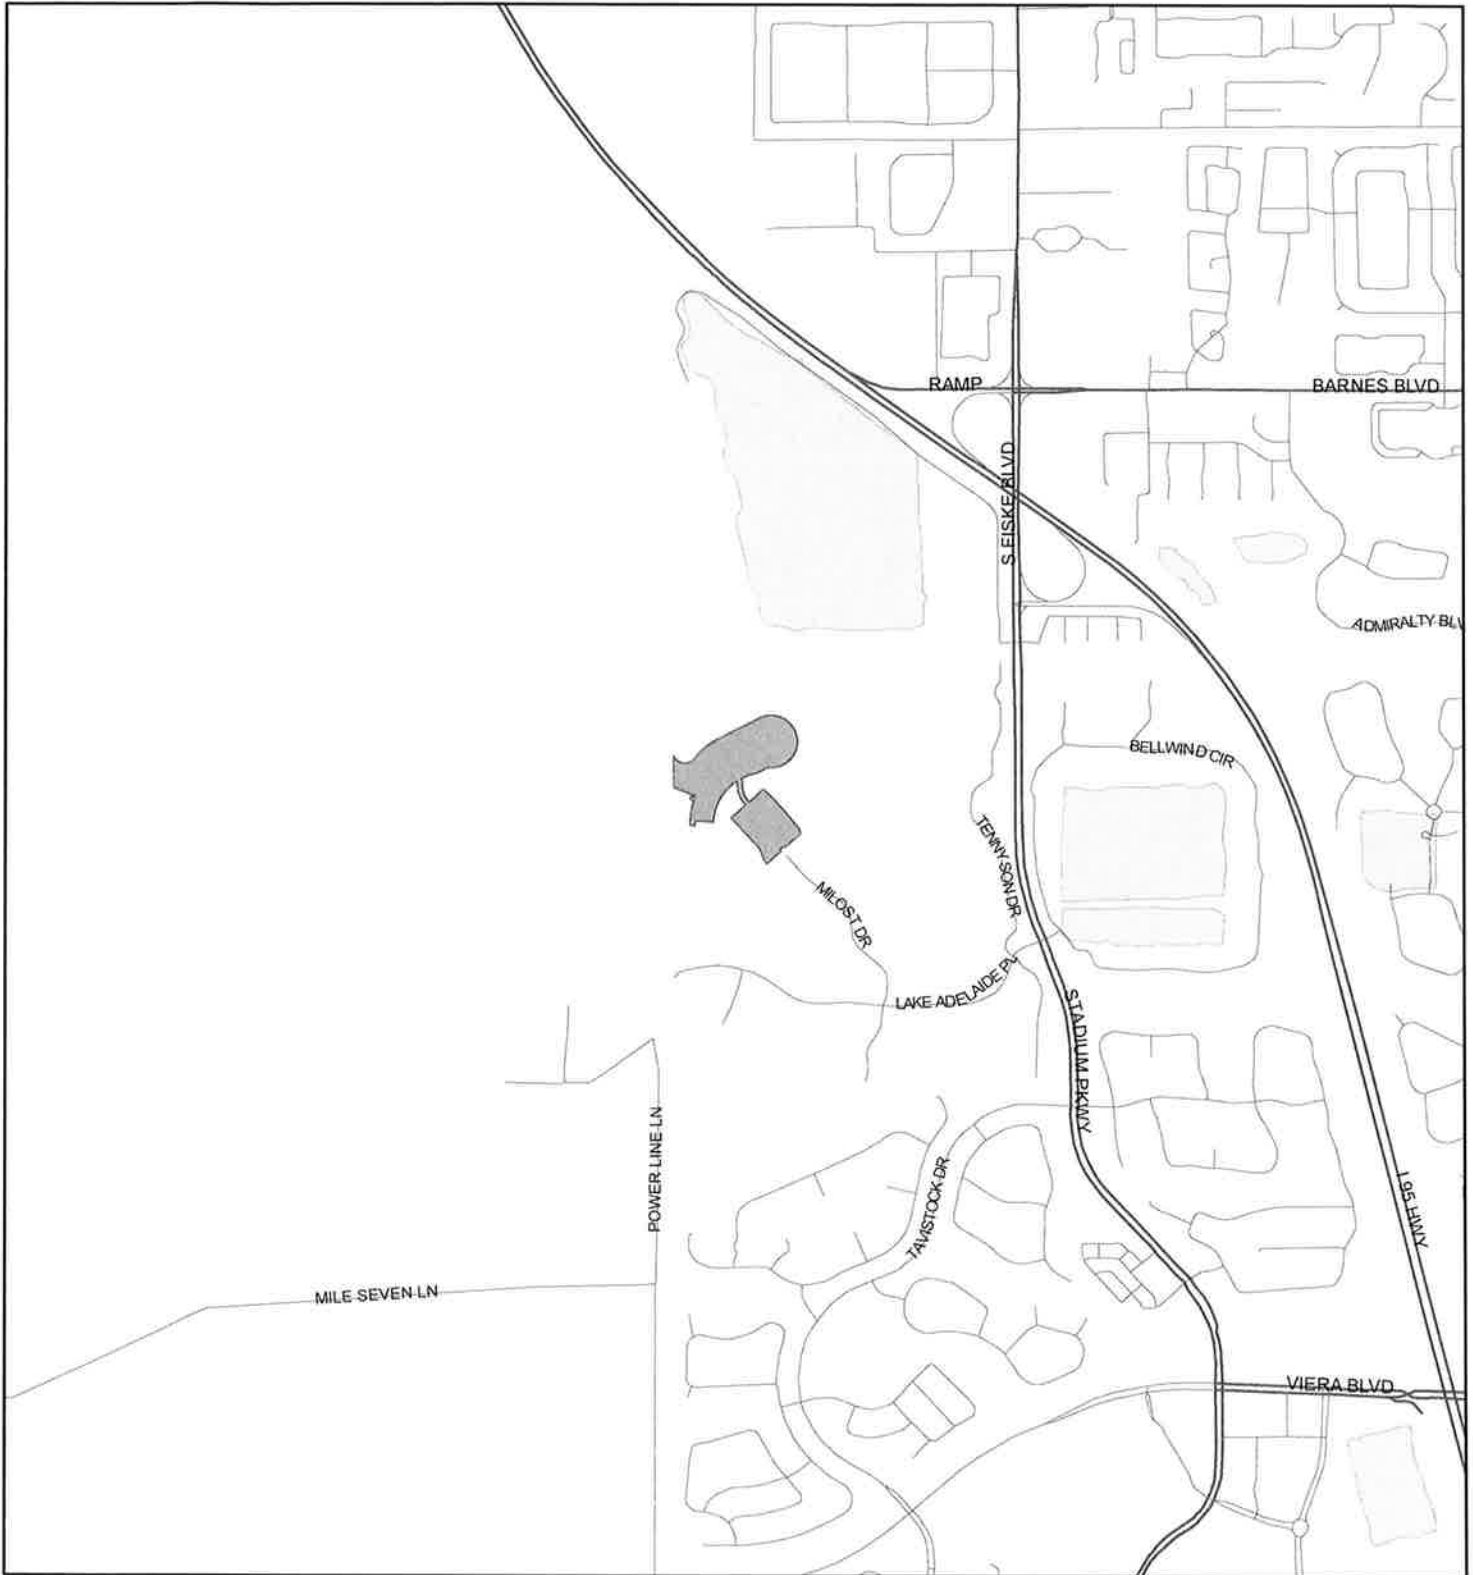 RAMP
BARNES BLVD
S FISKE BLVD
ADMIRALTY BLV
BELLWIND CIR
TENNYSON DR
MILOST DR
LAKE ADELAIDE PL
STADIUM PKWY
POWER LINE LN
TAVISTOCK DR
I 95 HWY
MILE SEVEN LN
VIERA BLVD